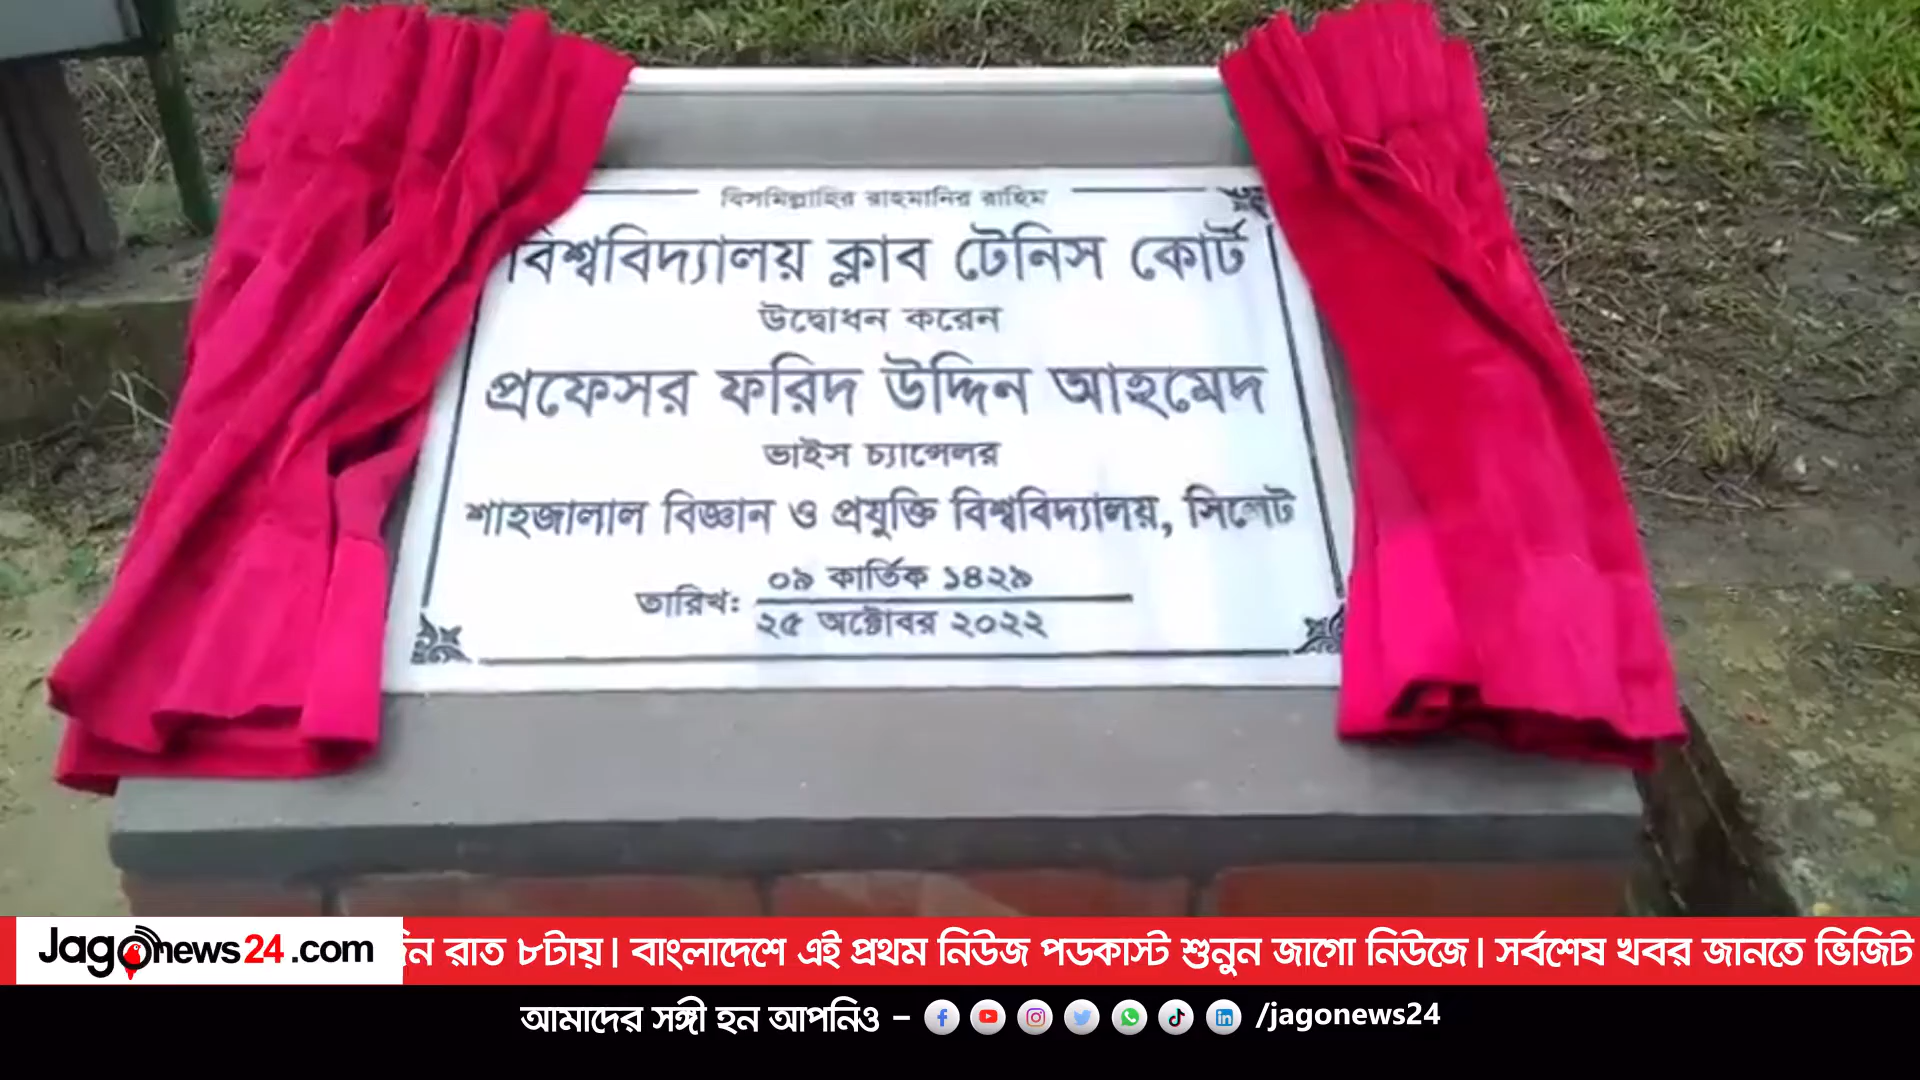 বিসমিল্লাহির রাহমানির রাহিম
বিশ্ববিদ্যালয় ক্লাব টেনিস কোর্ট
উদ্বোধন করেন
প্রফেসর ফরিদ উদ্দিন আহমেদ
ভাইস চ্যান্সেলর
শাহজালাল বিজ্ঞান ও প্রযুক্তি বিশ্ববিদ্যালয়, সিলেট
তারিখ: ০৯ কার্তিক ১৪২৯
২৫ অক্টোবর ২০২২
Jagonews24.com
রাত ৮টায়। বাংলাদেশে এই প্রথম নিউজ পডকাস্ট শুনুন জাগো নিউজে। সর্বশেষ খবর জানতে ভিজিট
আমাদের সঙ্গী হন আপনিও – /jagonews24